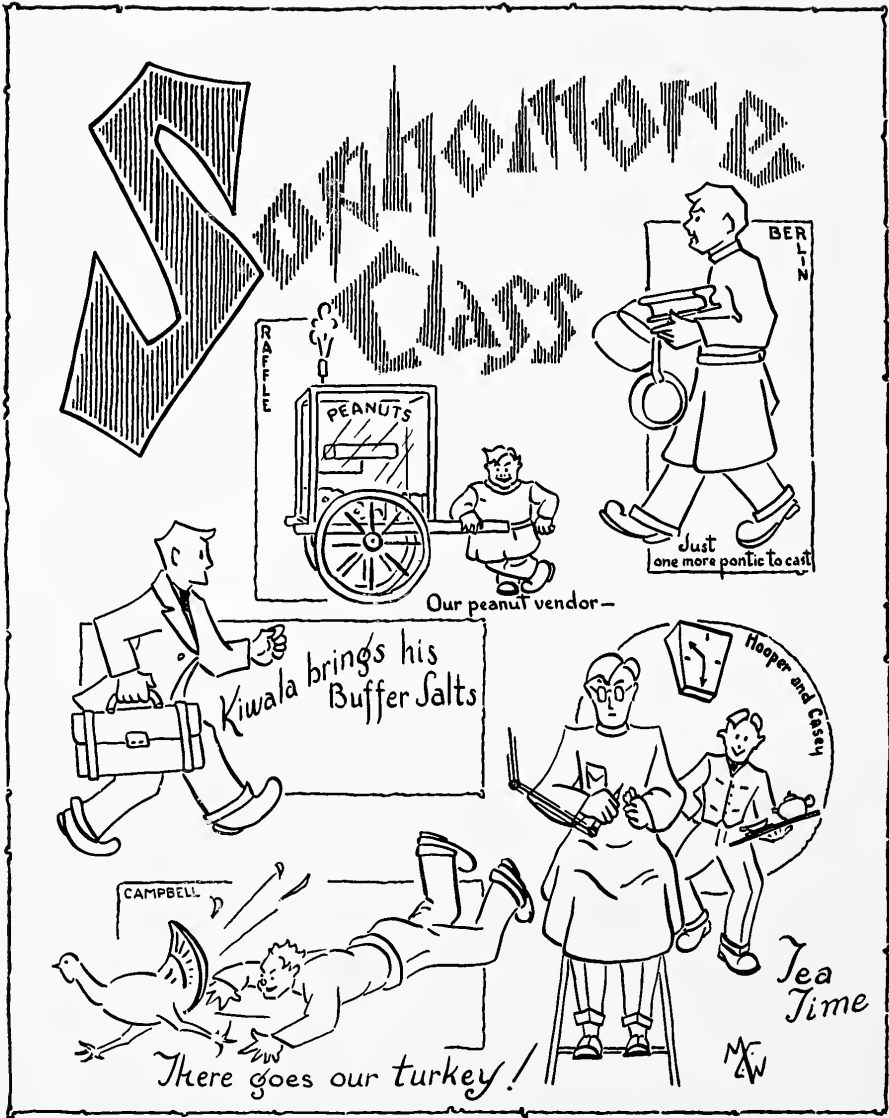 Sophomore
Class
BERLIN
RAFFLE
PEANUTS
Just
one more pontic to cast
Our peanut vendor—
Kiwala brings his
Buffer Salts
Hooper and Casey
CAMPBELL
Tea
Time
There goes our turkey!